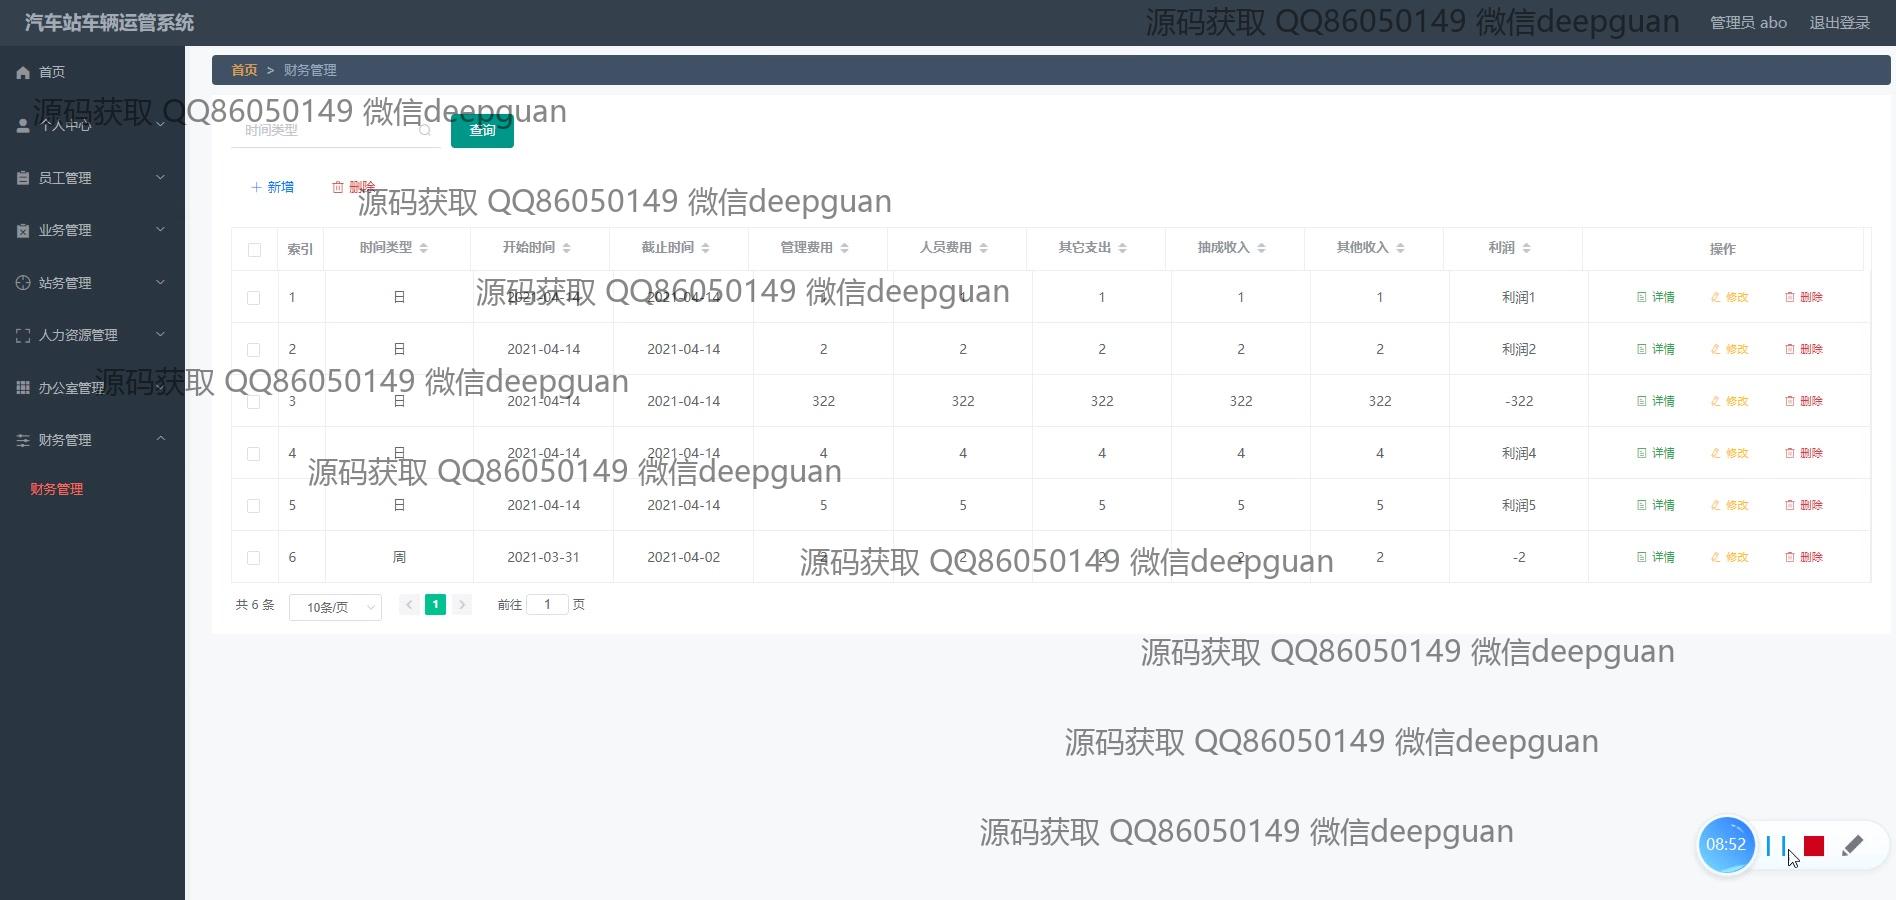 汽车站车辆运管系统
源码获取 QQ86050149 微信deepguan
管理员 abo 退出登录
首页
个人中心
员工管理
业务管理
站务管理
人力资源管理
办公室管理
财务管理
财务管理
首页 > 财务管理
源码获取 QQ86050149 微信deepguan
时间类型 查询
新增 删除
源码获取 QQ86050149 微信deepguan
索引 时间类型 开始时间 截止时间 管理费用 人员费用 其它支出 抽成收入 其他收入 利润 操作
1 日 2021-04-14 2021-04-14 1 1 1 1 利润1 详情 修改 删除
源码获取 QQ86050149 微信deepguan
2 日 2021-04-14 2021-04-14 2 2 2 2 2 利润2 详情 修改 删除
源码获取 QQ86050149 微信deepguan
3 日 2021-04-14 2021-04-14 322 322 322 322 322 -322 详情 修改 删除
4 日 2021-04-14 2021-04-14 4 4 4 4 4 利润4 详情 修改 删除
源码获取 QQ86050149 微信deepguan
5 日 2021-04-14 2021-04-14 5 5 5 5 5 利润5 详情 修改 删除
6 周 2021-03-31 2021-04-02 2 2 2 2 2 -2 详情 修改 删除
源码获取 QQ86050149 微信deepguan
共 6 条 10条/页 1 前往 1 页
源码获取 QQ86050149 微信deepguan
源码获取 QQ86050149 微信deepguan
源码获取 QQ86050149 微信deepguan
08:52